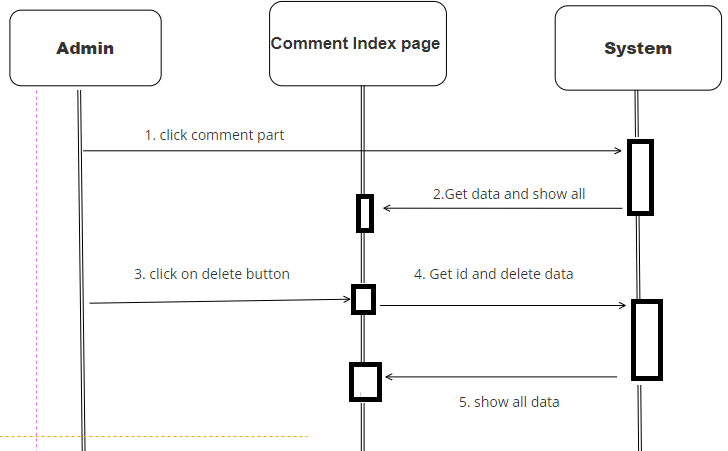 Admin
Comment Index page
System
1. click comment part
2.Get data and show all
3. click on delete button
4. Get id and delete data
5. show all data